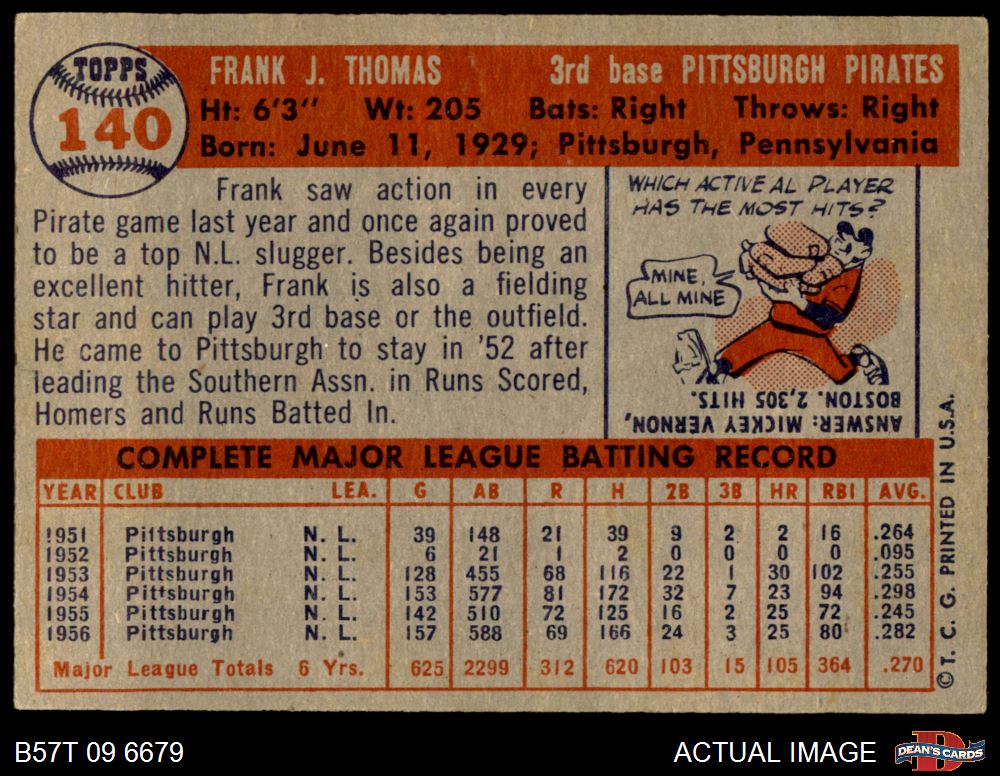 TOPPS
140
FRANK J. THOMAS 3rd base PITTSBURGH PIRATES
Ht: 6'3" Wt: 205 Bats: Right Throws: Right
Born: June 11, 1929; Pittsburgh, Pennsylvania
Frank saw action in every
Pirate game last year and once again proved
to be a top N.L. slugger. Besides being an
excellent hitter, Frank is also a fielding
star and can play 3rd base or the outfield.
He came to Pittsburgh to stay in '52 after
leading the Southern Assn. in Runs Scored,
Homers and Runs Batted In.
WHICH ACTIVE AL PLAYER
HAS THE MOST HITS?
MINE,
ALL MINE
ANSWER: MICKEY VERNON,
BOSTON. 2,305 HITS.
COMPLETE MAJOR LEAGUE BATTING RECORD
YEAR CLUB LEA. G AB R H 2B 3B HR RBI AVG.
1951 Pittsburgh N. L. 39 148 21 39 9 2 2 16 .264
1952 Pittsburgh N. L. 6 21 1 2 0 0 0 0 .095
1953 Pittsburgh N. L. 128 455 68 116 22 1 30 102 .255
1954 Pittsburgh N. L. 153 577 81 172 32 7 23 94 .298
1955 Pittsburgh N. L. 142 510 72 125 16 2 25 72 .245
1956 Pittsburgh N. L. 157 588 69 166 24 3 25 80 .282
Major League Totals 6 Yrs. 625 2299 312 620 103 15 105 364 .270
©T. C. G. PRINTED IN U.S.A.
B57T 09 6679 ACTUAL IMAGE
DEAN'S CARDS